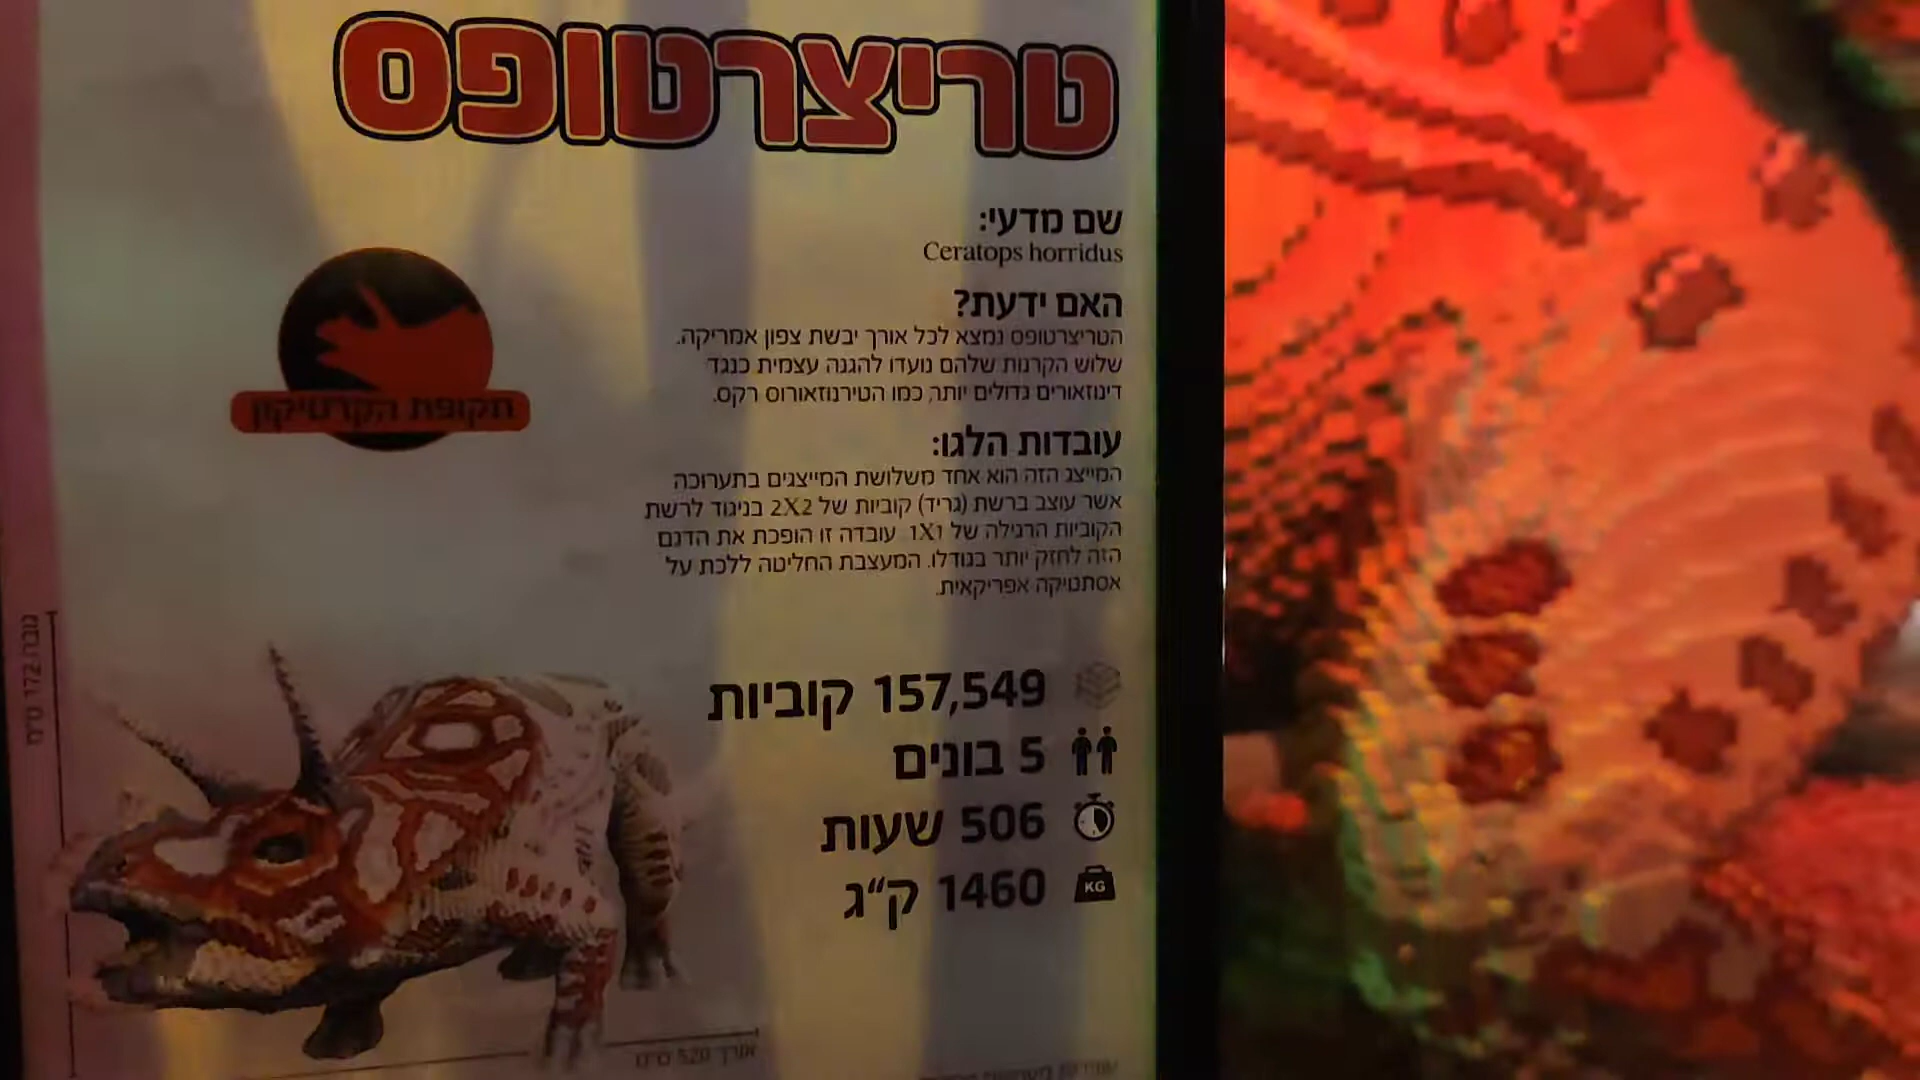 טריצרטופס
שם מדעי:
Ceratops horridus
האם ידעת?
הטריצרטופס נמצא לכל אורך יבשת צפון אמריקה.
שלוש הקרנות שלהם נועדו להגנה עצמית כנגד
דינוזאורים גדולים יותר, כמו הטירנוזאורוס רקס.
תקופת הקרטיקון
עובדות הלגו:
המייצג הזה הוא אחד משלושת המייצגים בתערוכה
אשר עוצב ברשת (גריד) קוביות של 2X2 בניגוד לרשת
הקוביות הרגילה של 1X1 עובדה זו הופכת את הדגם
הזה לחזק יותר בגודלו. המעצבת החליטה ללכת על
אסתטיקה אפריקאית.
157,549 קוביות
5 בונים
506 שעות
1460 ק"ג
KG
גובה 172 ס"מ
אורך 520 ס"מ